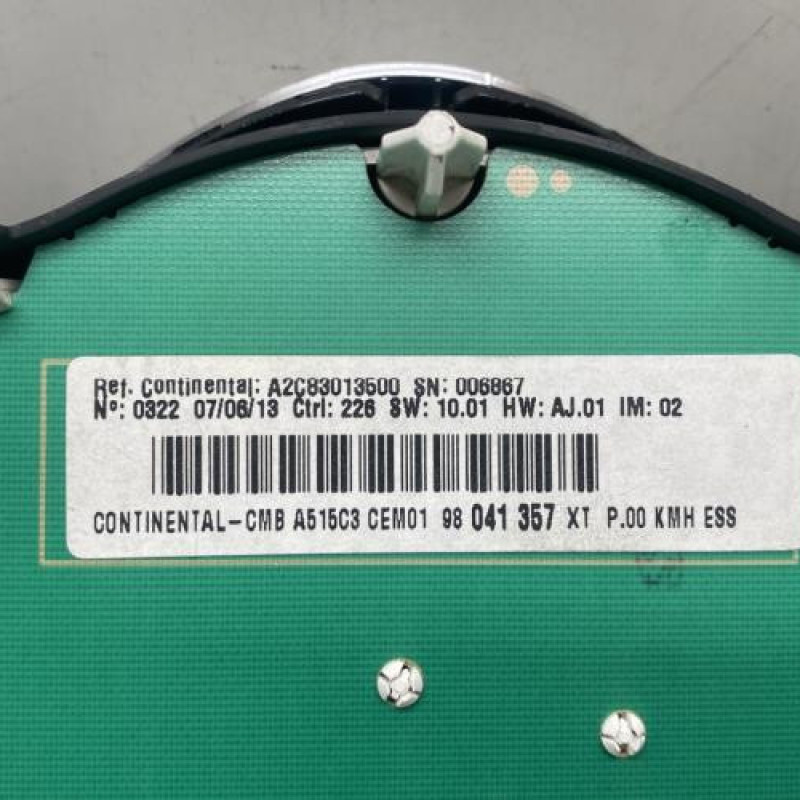 Ref. Continental: A2C83013500 SN: 006867
Nº: 0322 07/06/13 Ctrl: 226 SW: 10.01 HW: AJ.01 IM: 02
CONTINENTAL-CMB A515C3 CEM01 98 041 357 XT P.00 KMH ESS